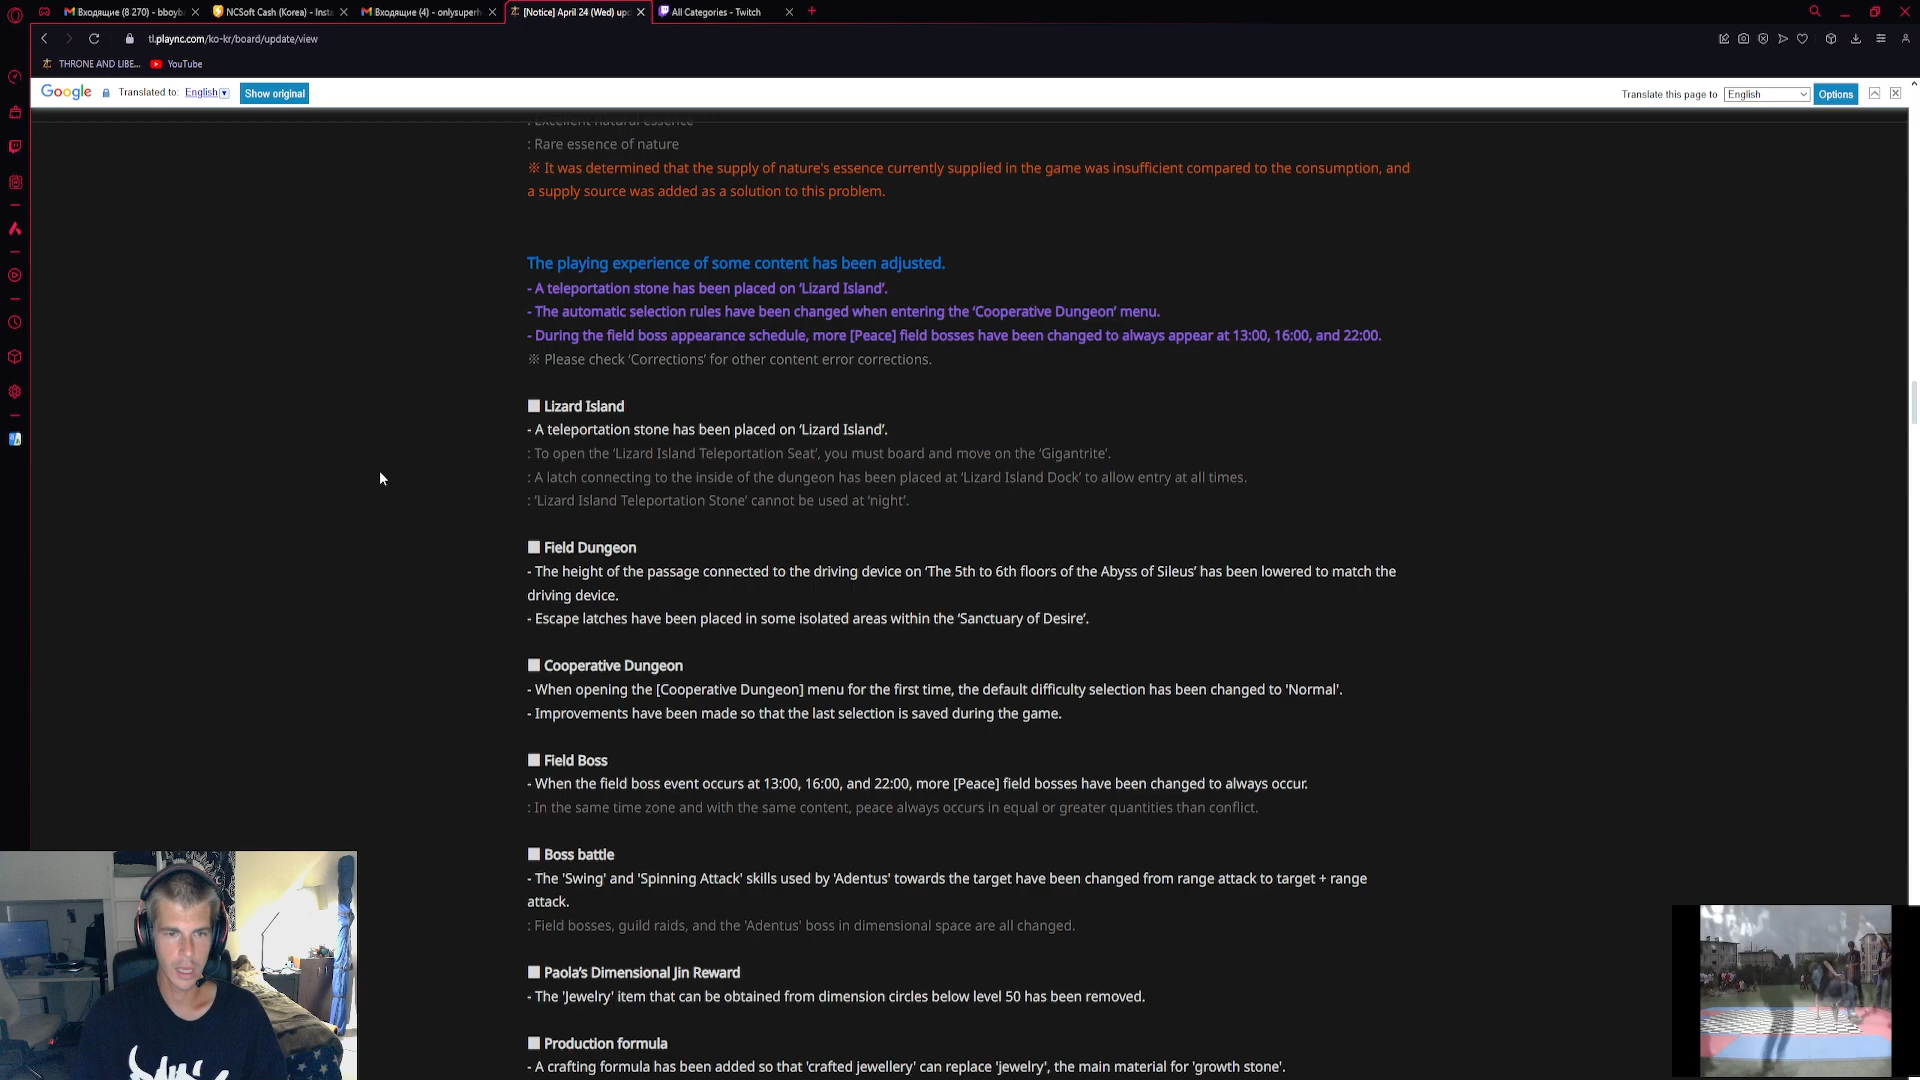 Входящие (8 270) - bboyb
NCSoft Cash (Korea) - Insta
Входящие (4) - onlysuperh
[Notice] April 24 (Wed) upd
All Categories - Twitch
tl.plaync.com/ko-kr/board/update/view
THRONE AND LIBE...
YouTube
Google
Translated to: English
Show original
Translate this page to
English
Options
: Excellent natural essence
: Rare essence of nature
※ It was determined that the supply of nature's essence currently supplied in the game was insufficient compared to the consumption, and
a supply source was added as a solution to this problem.
The playing experience of some content has been adjusted.
- A teleportation stone has been placed on ‘Lizard Island’.
- The automatic selection rules have been changed when entering the ‘Cooperative Dungeon’ menu.
- During the field boss appearance schedule, more [Peace] field bosses have been changed to always appear at 13:00, 16:00, and 22:00.
※ Please check ‘Corrections’ for other content error corrections.
■ Lizard Island
- A teleportation stone has been placed on ‘Lizard Island’.
: To open the ‘Lizard Island Teleportation Seat’, you must board and move on the ‘Gigantrite’.
: A latch connecting to the inside of the dungeon has been placed at ‘Lizard Island Dock’ to allow entry at all times.
: ‘Lizard Island Teleportation Stone’ cannot be used at ‘night’.
■ Field Dungeon
- The height of the passage connected to the driving device on ‘The 5th to 6th floors of the Abyss of Sileus’ has been lowered to match the
driving device.
- Escape latches have been placed in some isolated areas within the ‘Sanctuary of Desire’.
■ Cooperative Dungeon
- When opening the [Cooperative Dungeon] menu for the first time, the default difficulty selection has been changed to 'Normal'.
- Improvements have been made so that the last selection is saved during the game.
■ Field Boss
- When the field boss event occurs at 13:00, 16:00, and 22:00, more [Peace] field bosses have been changed to always occur.
: In the same time zone and with the same content, peace always occurs in equal or greater quantities than conflict.
■ Boss battle
- The 'Swing' and 'Spinning Attack' skills used by 'Adentus' towards the target have been changed from range attack to target + range
attack.
: Field bosses, guild raids, and the 'Adentus' boss in dimensional space are all changed.
■ Paola’s Dimensional Jin Reward
- The 'Jewelry' item that can be obtained from dimension circles below level 50 has been removed.
■ Production formula
- A crafting formula has been added so that 'crafted jewellery' can replace 'jewelry', the main material for 'growth stone'.